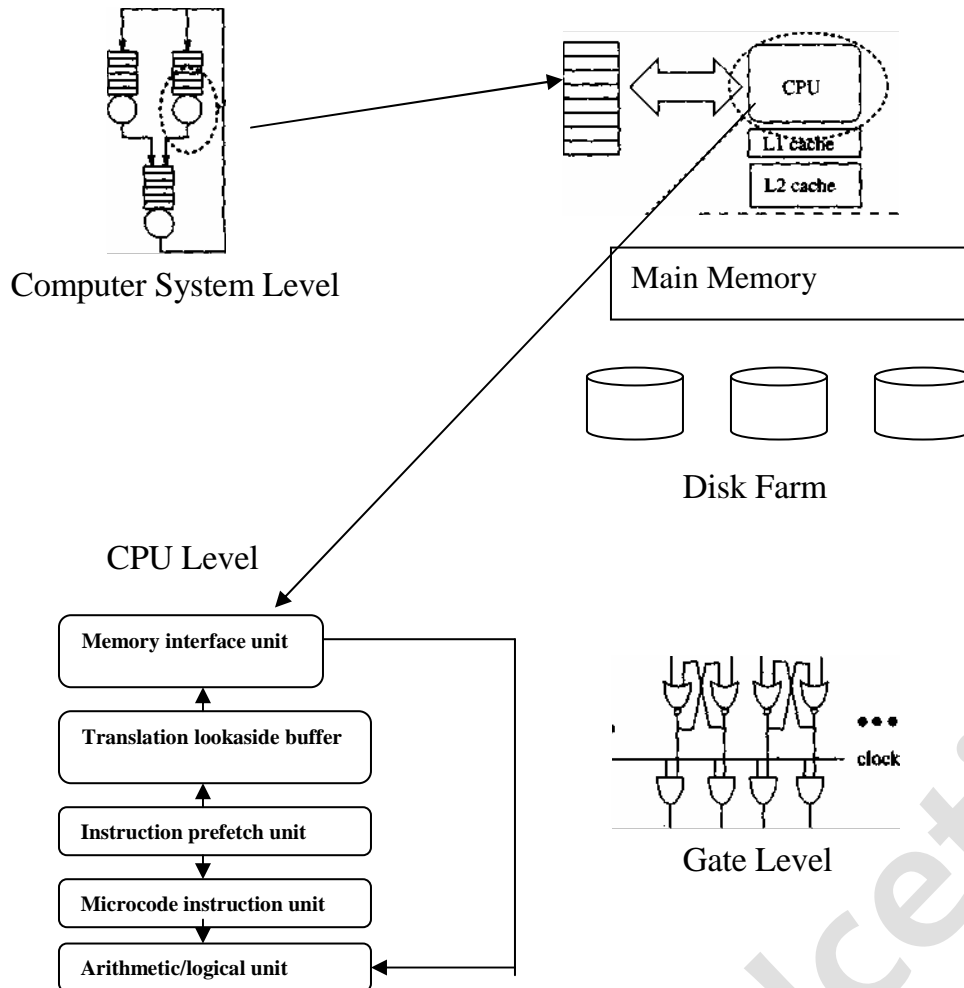 CPU
L1 cache
L2 cache
Computer System Level
Main Memory
Disk Farm
CPU Level
Memory interface unit
Translation lookaside buffer
Instruction prefetch unit
Microcode instruction unit
Arithmetic/logical unit
clock
Gate Level